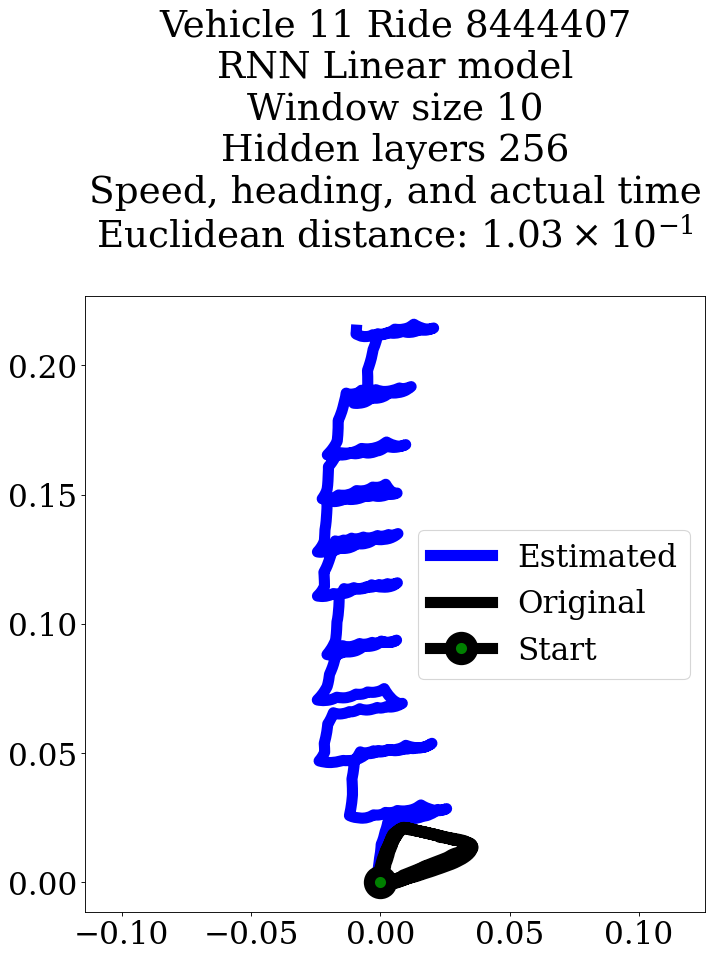 Vehicle 11 Ride 8444407
RNN Linear model
Window size 10
Hidden layers 256
Speed, heading, and actual time
Euclidean distance: 1.03 × 10⁻¹
0.20
0.15
0.10
0.05
0.00
Estimated
Original
Start
−0.10 −0.05 0.00 0.05 0.10